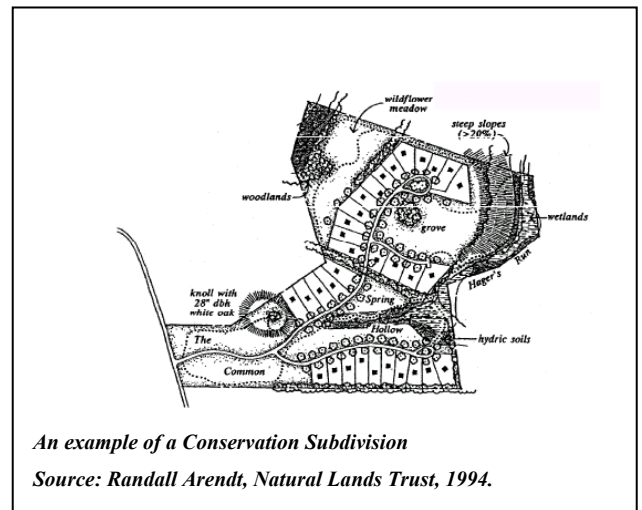 wildflower
meadow
steep slopes
(>20%)
woodlands
wetlands
grove
Hager's Run
knoll with
28" dbh
white oak
Spring
Hollow
The
Common
hydric soils
An example of a Conservation Subdivision
Source: Randall Arendt, Natural Lands Trust, 1994.